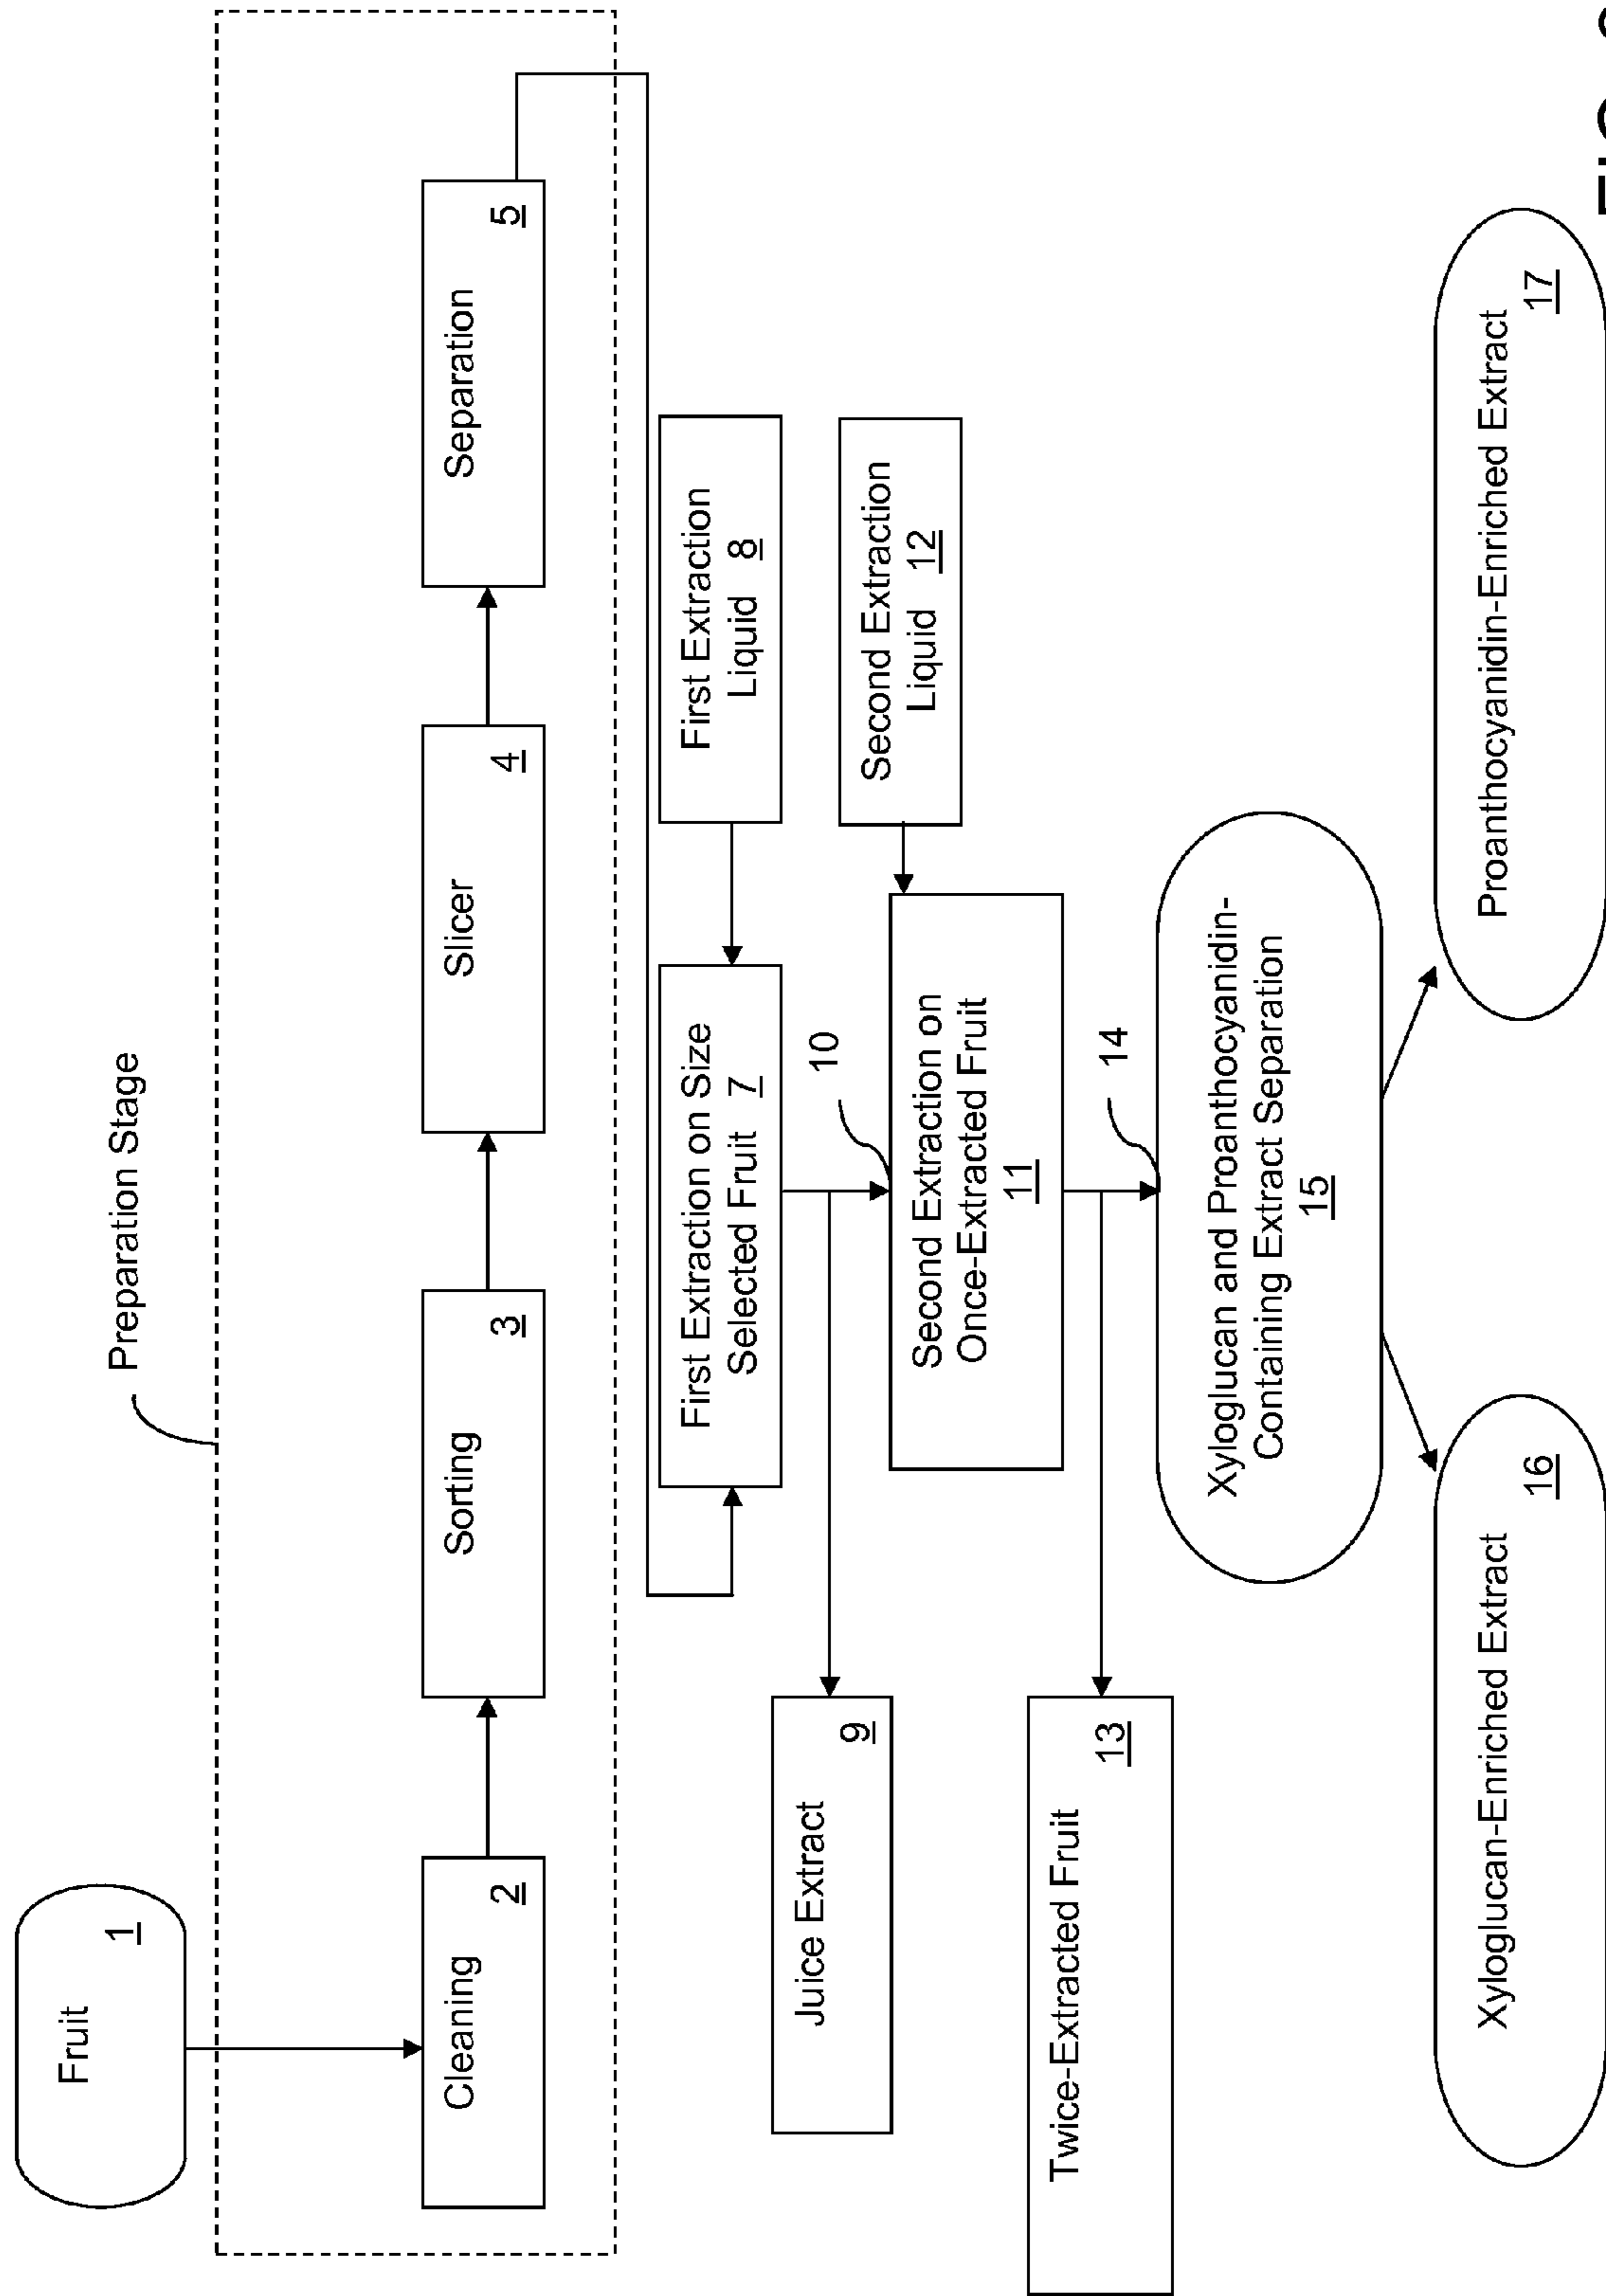 Preparation Stage
Fruit
1
Cleaning
2
Sorting
3
Slicer
4
Separation
5
First Extraction on Size
Selected Fruit 7
First Extraction
Liquid 8
Juice Extract
9
10
Second Extraction on
Once-Extracted Fruit
11
Second Extraction
Liquid 12
Twice-Extracted Fruit
13
14
Xyloglucan and Proanthocyanidin-
Containing Extract Separation
15
Xyloglucan-Enriched Extract
16
Proanthocyanidin-Enriched Extract
17